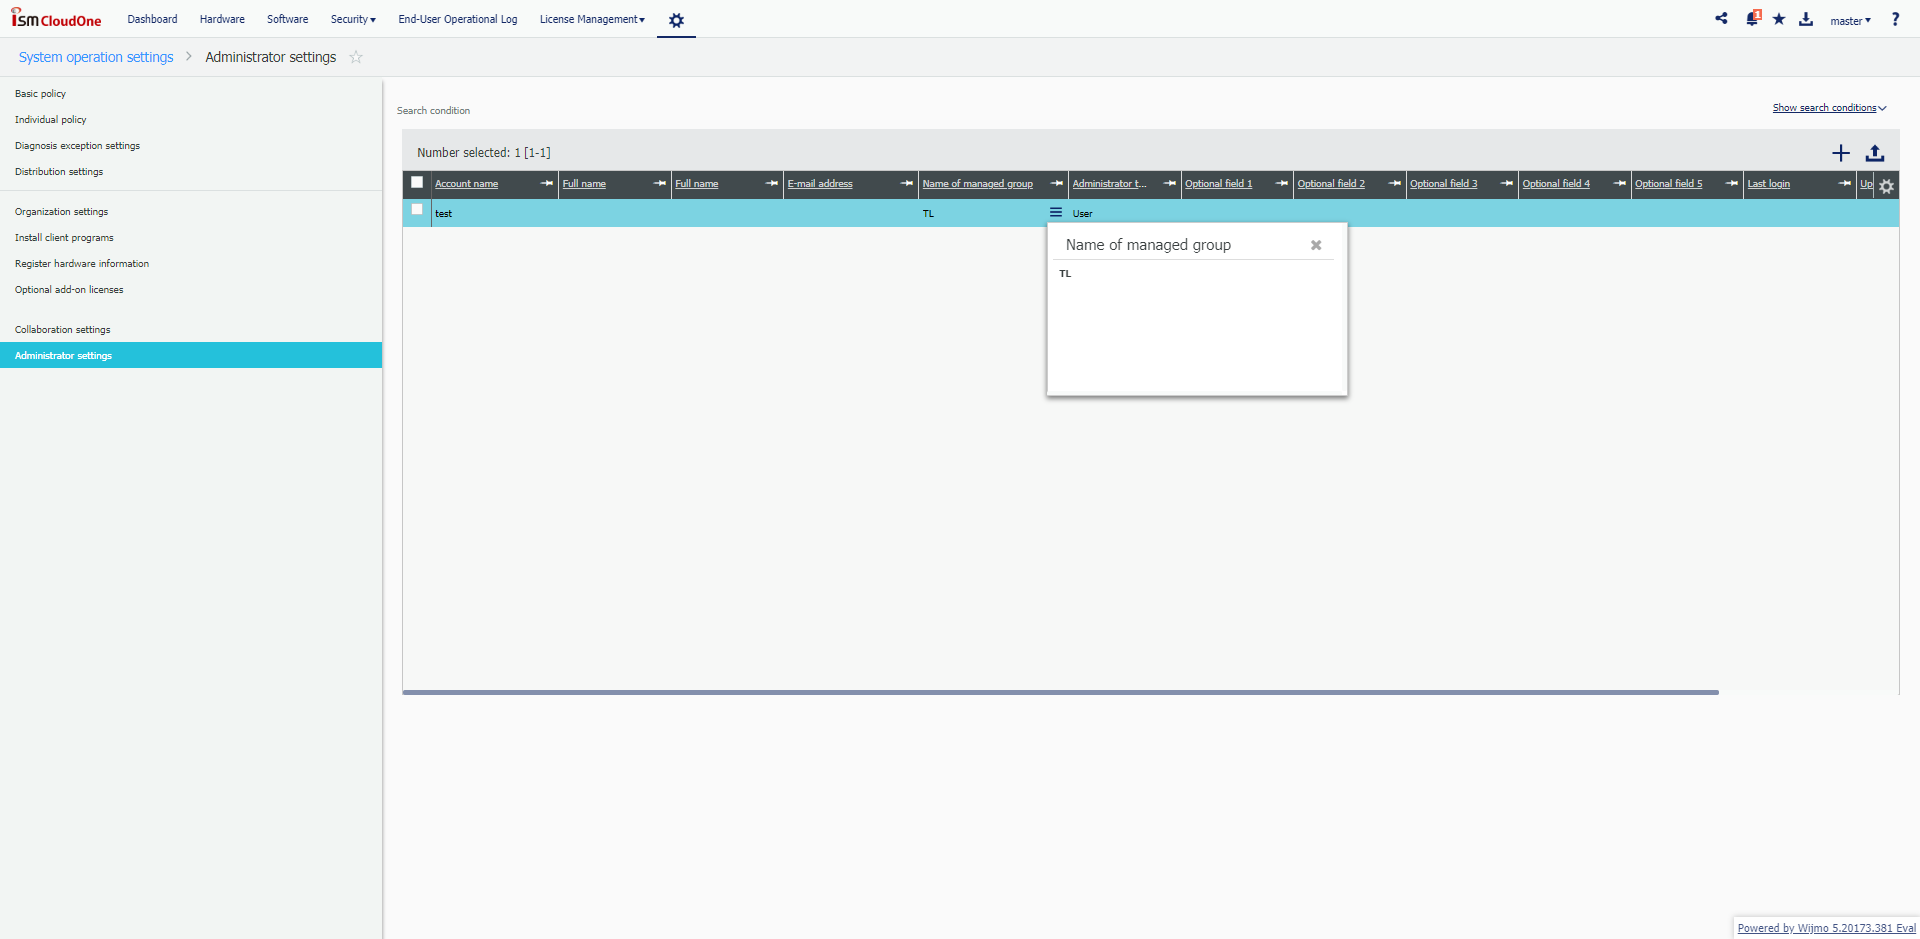 ism CloudOne
Dashboard Hardware Software Security▾ End-User Operational Log License Management▾ 1 master▾ ?
System operation settings > Administrator settings ☆
Basic policy
Individual policy
Diagnosis exception settings
Distribution settings
Organization settings
Install client programs
Register hardware information
Optional add-on licenses
Collaboration settings
Administrator settings
Search condition
Show search conditions
Number selected: 1 [1-1]
Account name Full name Full name E-mail address Name of managed group Administrator t... Optional field 1 Optional field 2 Optional field 3 Optional field 4 Optional field 5 Last login Up
test TL User
Name of managed group
TL
Powered by Wijmo 5.20173.381 Eval